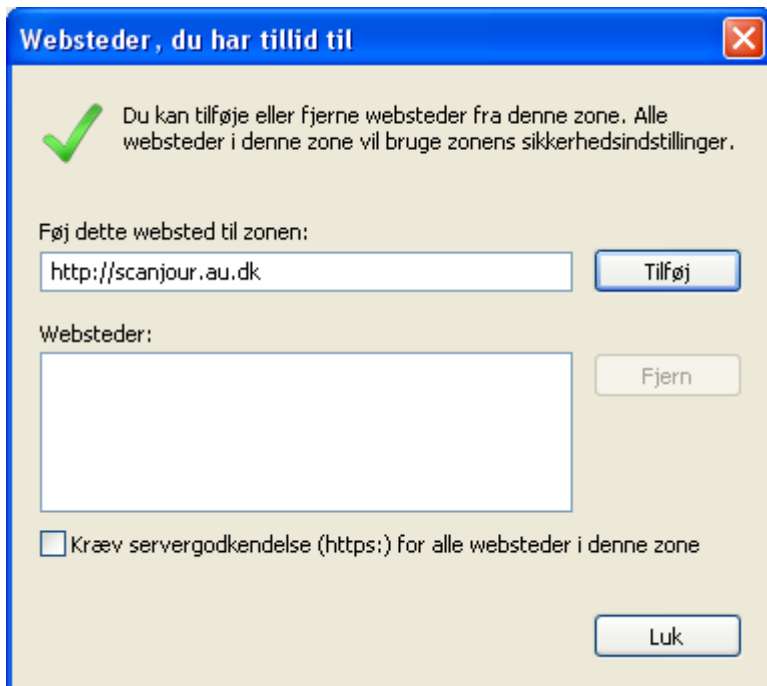 Websteder, du har tillid til
Du kan tilføje eller fjerne websteder fra denne zone. Alle
websteder i denne zone vil bruge zonens sikkerhedsindstillinger.
Føj dette websted til zonen:
http://scanjour.au.dk
Tilføj
Websteder:
Fjern
Kræv servergodkendelse (https:) for alle websteder i denne zone
Luk